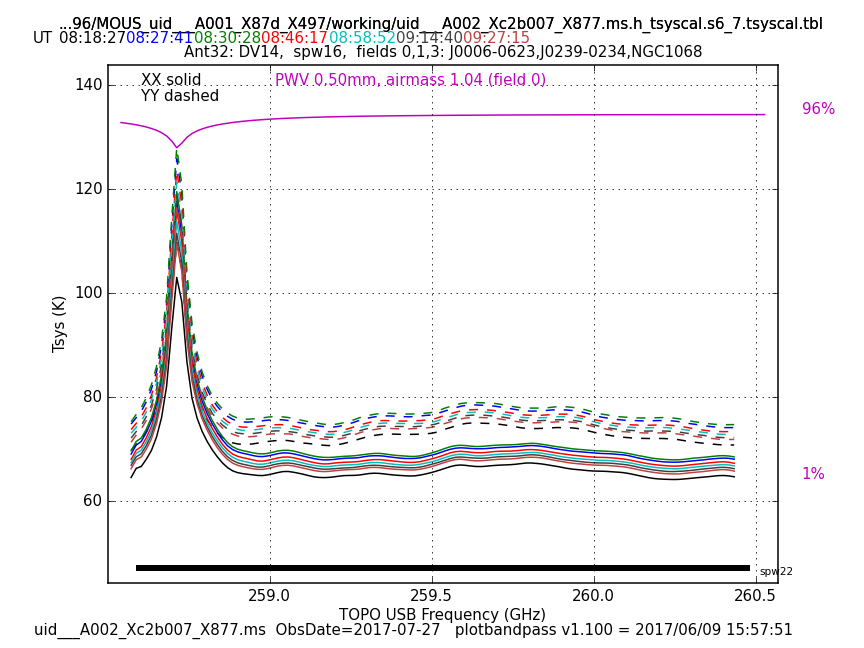 ...96/MOUS_uid___A001_X87d_X497/working/uid___A002_Xc2b007_X877.ms.h_tsyscal.s6_7.tsyscal.tbl
UT 08:18:27 08:27:41 08:30:28 08:46:17 08:58:52 09:14:40 09:27:15
Ant32: DV14,  spw16,  fields 0,1,3: J0006-0623,J0239-0234,NGC1068
XX solid
YY dashed
PWV 0.50mm, airmass 1.04 (field 0)
96%
1%
140
120
100
80
60
Tsys (K)
spw22
259.0 259.5 260.0 260.5
TOPO USB Frequency (GHz)
uid___A002_Xc2b007_X877.ms  ObsDate=2017-07-27   plotbandpass v1.100 = 2017/06/09 15:57:51